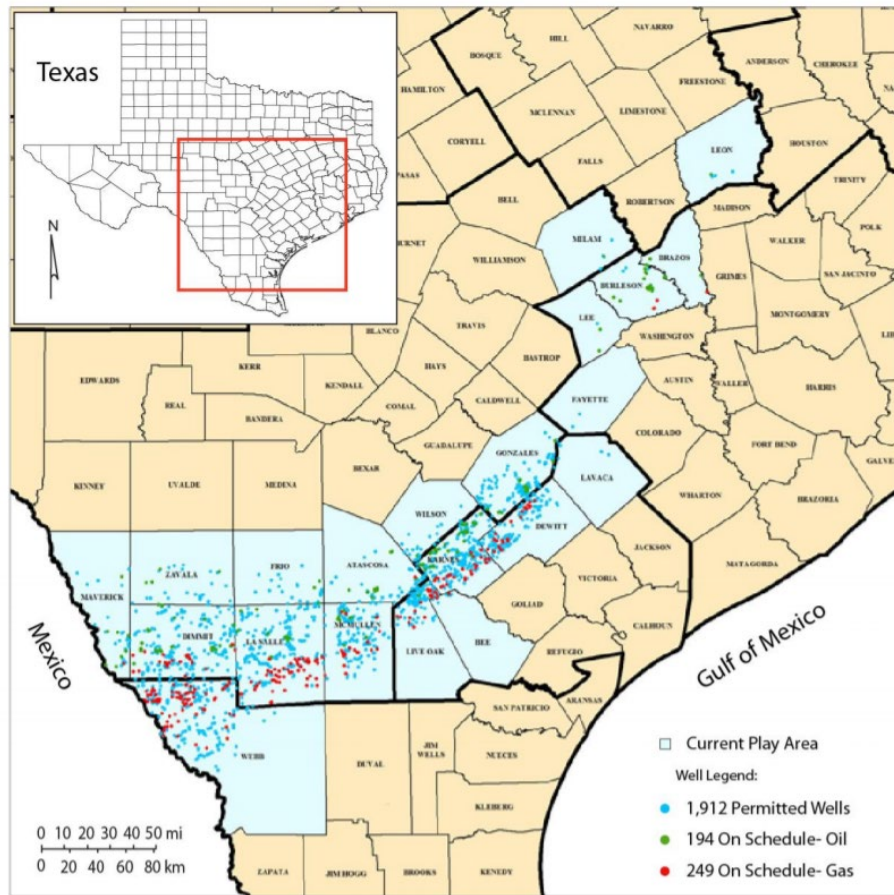 Texas
N
BOSQUE
HILL
NAVARRO
ANDERSON
CHEROKEE
HAMILTON
FREESTONE
MCLENNAN
LIMESTONE
CORYELL
LEON
HOUSTON
FALLS
ROBERTSON
TRINITY
BELL
MADISON
POLK
MILAM
BRAZOS
WALKER
WILLIAMSON
GRIMES
SAN JACINTO
BURLESON
MONTGOMERY
LEE
WASHINGTON
TRAVIS
BLANCO
BASTROP
EDWARDS
KERR
HAYS
AUSTIN
WALLER
HARRIS
KENDALL
FAYETTE
REAL
COMAL
CALDWELL
BANDERA
COLORADO
GUADALUPE
FORT BEND
GONZALES
BEXAR
LAVACA
KINNEY
UVALDE
MEDINA
WHARTON
BRAZORIA
WILSON
DEWITT
JACKSON
MATAGORDA
FRIO
ATASCOSA
ZAVALA
MAVERICK
VICTORIA
GOLIAD
CALHOUN
DIMMIT
LA SALLE
MCMULLEN
LIVE OAK
BEE
REFUGIO
Mexico
Gulf of Mexico
SAN PATRICIO
ARANSAS
WEBB
DUVAL
JIM
WELLS
NUECES
KLEBERG
ZAPATA
JIM HOGG
BROOKS
KENEDY
Current Play Area
Well Legend:
1,912 Permitted Wells
194 On Schedule- Oil
249 On Schedule- Gas
0 10 20 30 40 50 mi
0 20 40 60 80 km